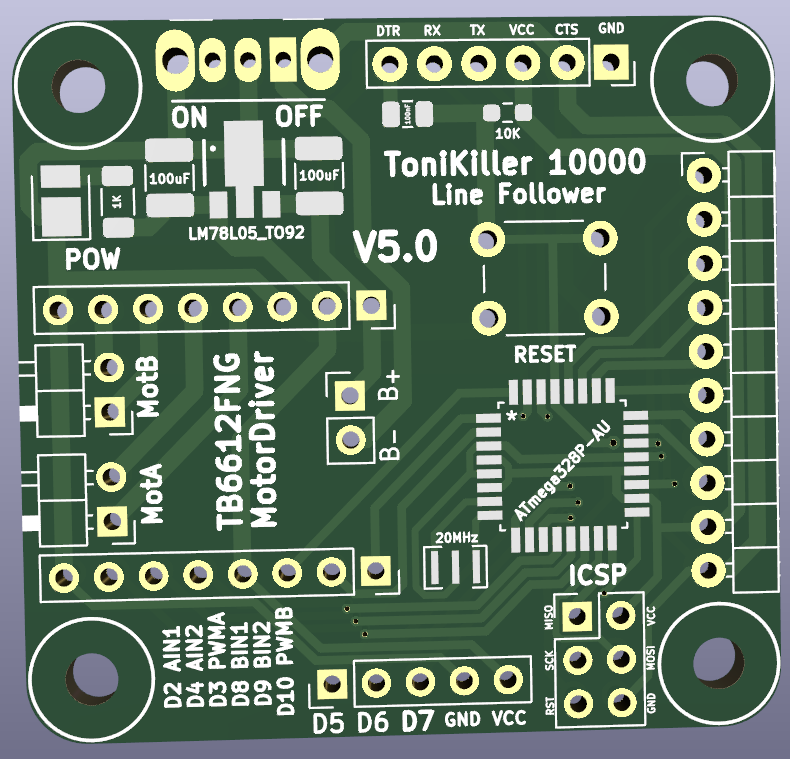 DTR RX TX VCC CTS GND
ON OFF
100nF
10K
100uF
100uF
1K
LM78L05_TO92
POW
ToniKiller 10000
Line Follower
V5.0
RESET
MotB
MotA
TB6612FNG
MotorDriver
B+
B-
*
ATmega328P-AU
20MHz
ICSP
MISO
VCC
SCK
MOSI
RST
GND
D2 AIN1
D4 AIN2
D3 PWMA
D8 BIN1
D9 BIN2
D10 PWMB
D5 D6 D7 GND VCC